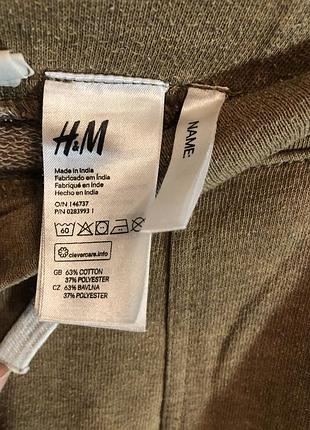 H&M
Made in India
Fabricado em Índia
Fabriqué en Inde
Hecho en India
O/N 146737
P/N 0283993 1
60
clevercare.info
GB 63% COTTON
37% POLYESTER
CZ 63% BAVLNA
37% POLYESTER
NAME: